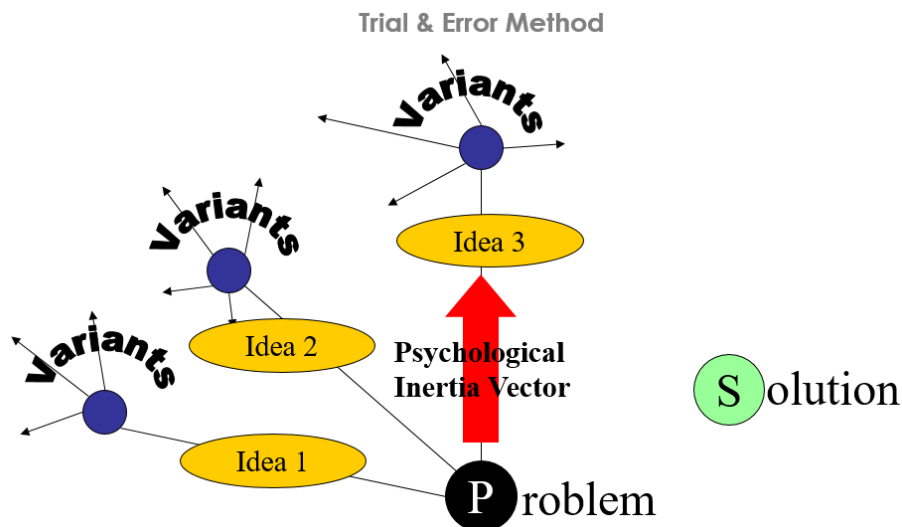 Trial & Error Method
Variants
Variants
Idea 3
Variants
Idea 2
Psychological
Inertia Vector
Solution
Idea 1
Problem